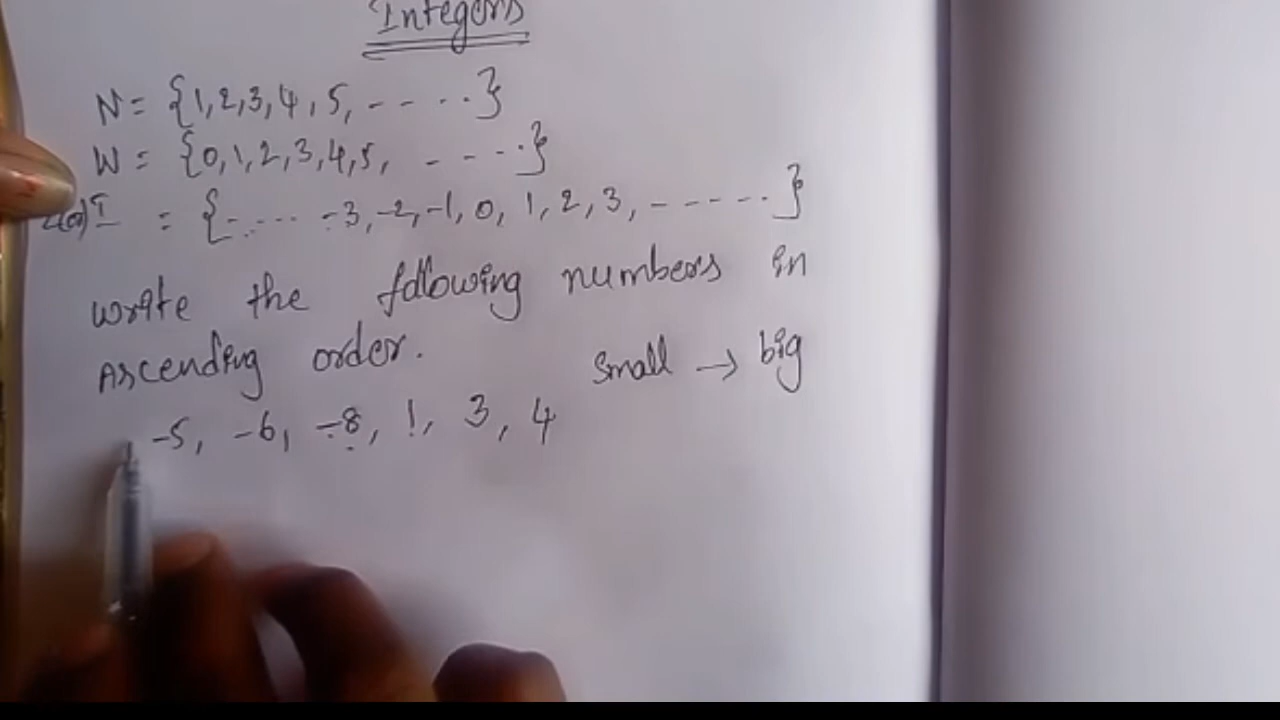 Integers
N = {1,2,3,4,5, - - - . . }
W = {0,1,2,3,4,5, - - - . . }
Z(or) I = {- . . . . . -3,-2,-1, 0, 1, 2, 3, - - - - - . . }
write the following numbers in
Ascending order. Small → big
-5, -6, -8, 1, 3, 4